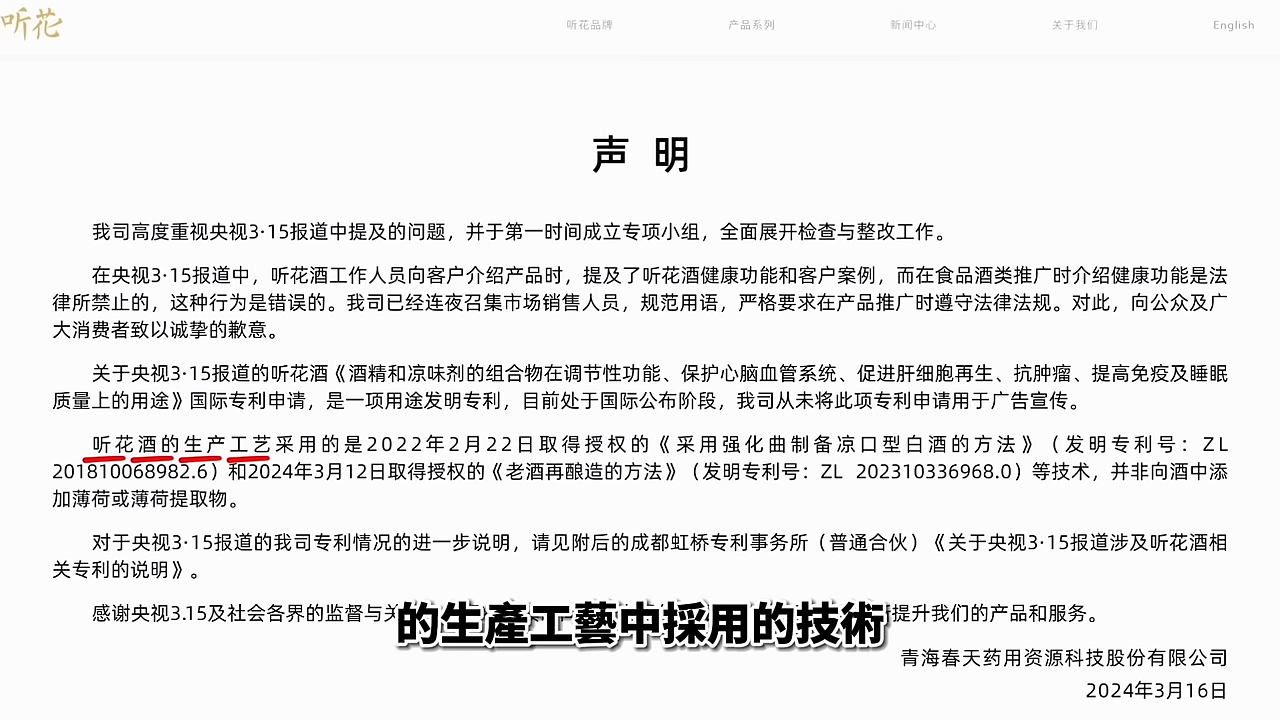 听花
听花品牌
产品系列
新闻中心
关于我们
English
声 明
我司高度重视央视3·15报道中提及的问题，并于第一时间成立专项小组，全面展开检查与整改工作。
在央视3·15报道中，听花酒工作人员向客户介绍产品时，提及了听花酒健康功能和客户案例，而在食品酒类推广时介绍健康功能是法
律所禁止的，这种行为是错误的。我司已经连夜召集市场销售人员，规范用语，严格要求在产品推广时遵守法律法规。对此，向公众及广
大消费者致以诚挚的歉意。
关于央视3·15报道的听花酒《酒精和凉味剂的组合物在调节性功能、保护心脑血管系统、促进肝细胞再生、抗肿瘤、提高免疫及睡眠
质量上的用途》国际专利申请，是一项用途发明专利，目前处于国际公布阶段，我司从未将此项专利申请用于广告宣传。
听花酒的生产工艺采用的是2022年2月22日取得授权的《采用强化曲制备凉口型白酒的方法》（发明专利号：ZL
201810068982.6）和2024年3月12日取得授权的《老酒再酿造的方法》（发明专利号：ZL 202310336968.0）等技术，并非向酒中添
加薄荷或薄荷提取物。
对于央视3·15报道的我司专利情况的进一步说明，请见附后的成都虹桥专利事务所（普通合伙）《关于央视3·15报道涉及听花酒相
关专利的说明》。
感谢央视3.15及社会各界的监督与关 提升我们的产品和服务。
的生產工藝中採用的技術
青海春天药用资源科技股份有限公司
2024年3月16日